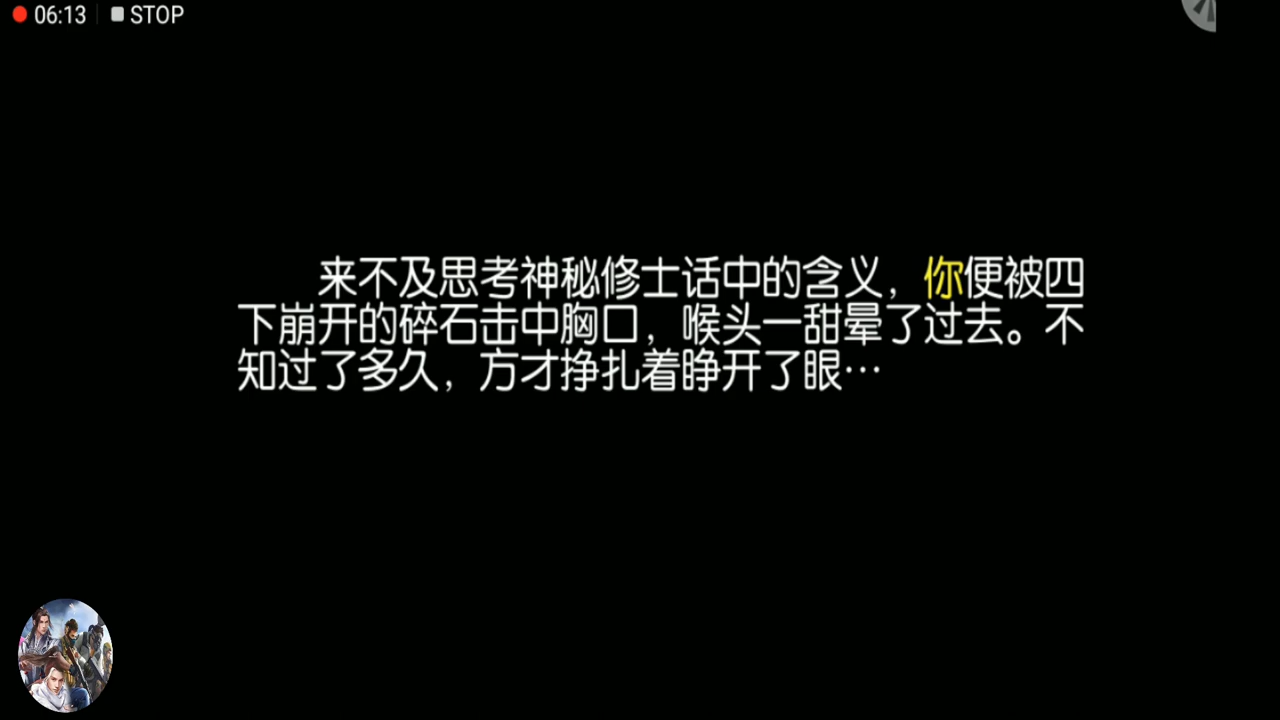 06:13 STOP
来不及思考神秘修士话中的含义，你便被四
下崩开的碎石击中胸口，喉头一甜晕了过去。不
知过了多久，方才挣扎着睁开了眼…